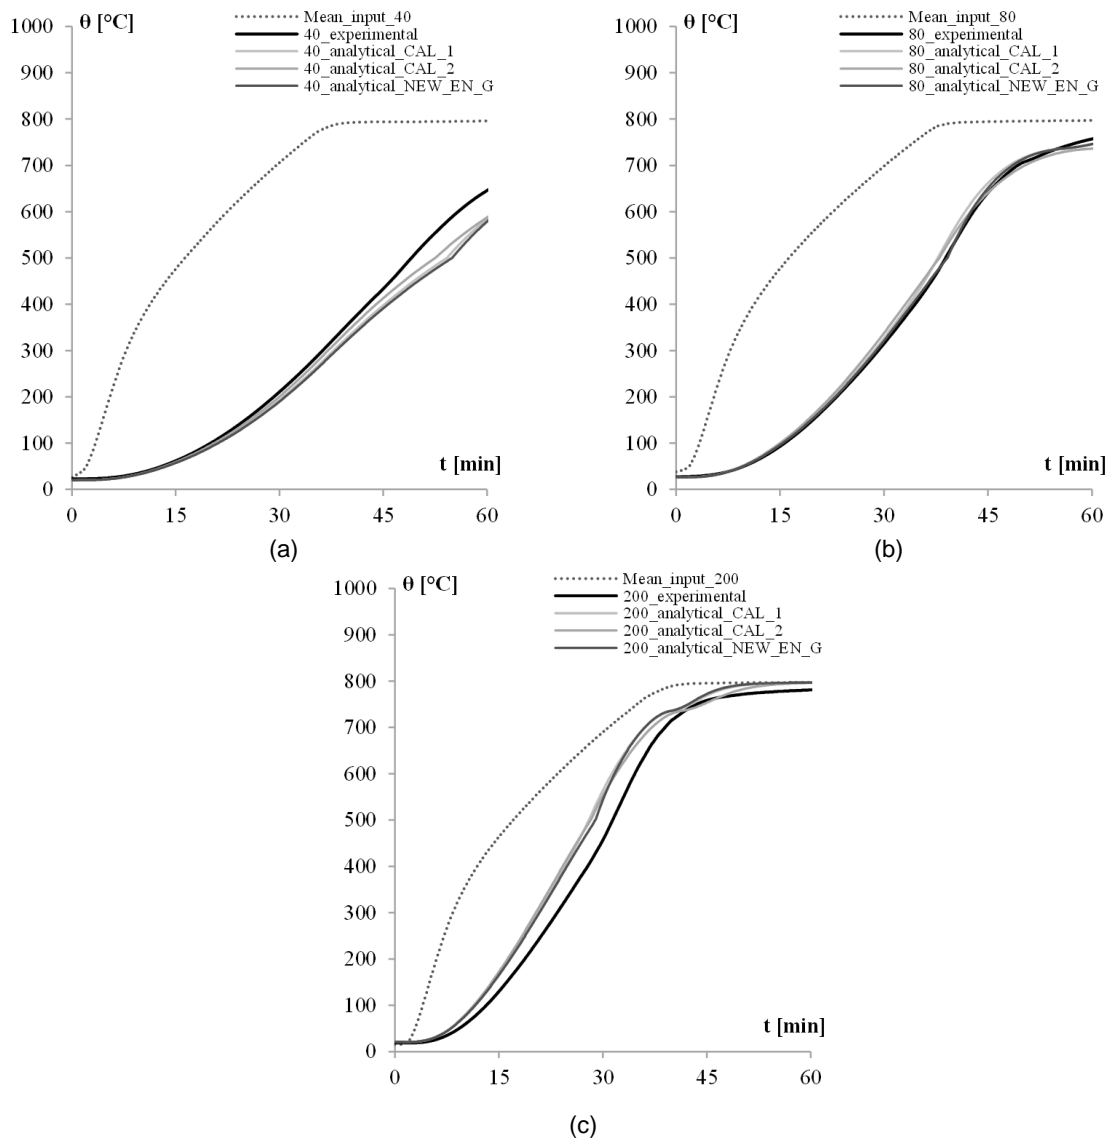 θ [°C]
Mean_input_40
40_experimental
40_analytical_CAL_1
40_analytical_CAL_2
40_analytical_NEW_EN_G
1000
900
800
700
600
500
400
300
200
100
0
t [min]
0 15 30 45 60
(a)
θ [°C]
Mean_input_80
80_experimental
80_analytical_CAL_1
80_analytical_CAL_2
80_analytical_NEW_EN_G
1000
900
800
700
600
500
400
300
200
100
0
t [min]
0 15 30 45 60
(b)
θ [°C]
Mean_input_200
200_experimental
200_analytical_CAL_1
200_analytical_CAL_2
200_analytical_NEW_EN_G
1000
900
800
700
600
500
400
300
200
100
0
t [min]
0 15 30 45 60
(c)